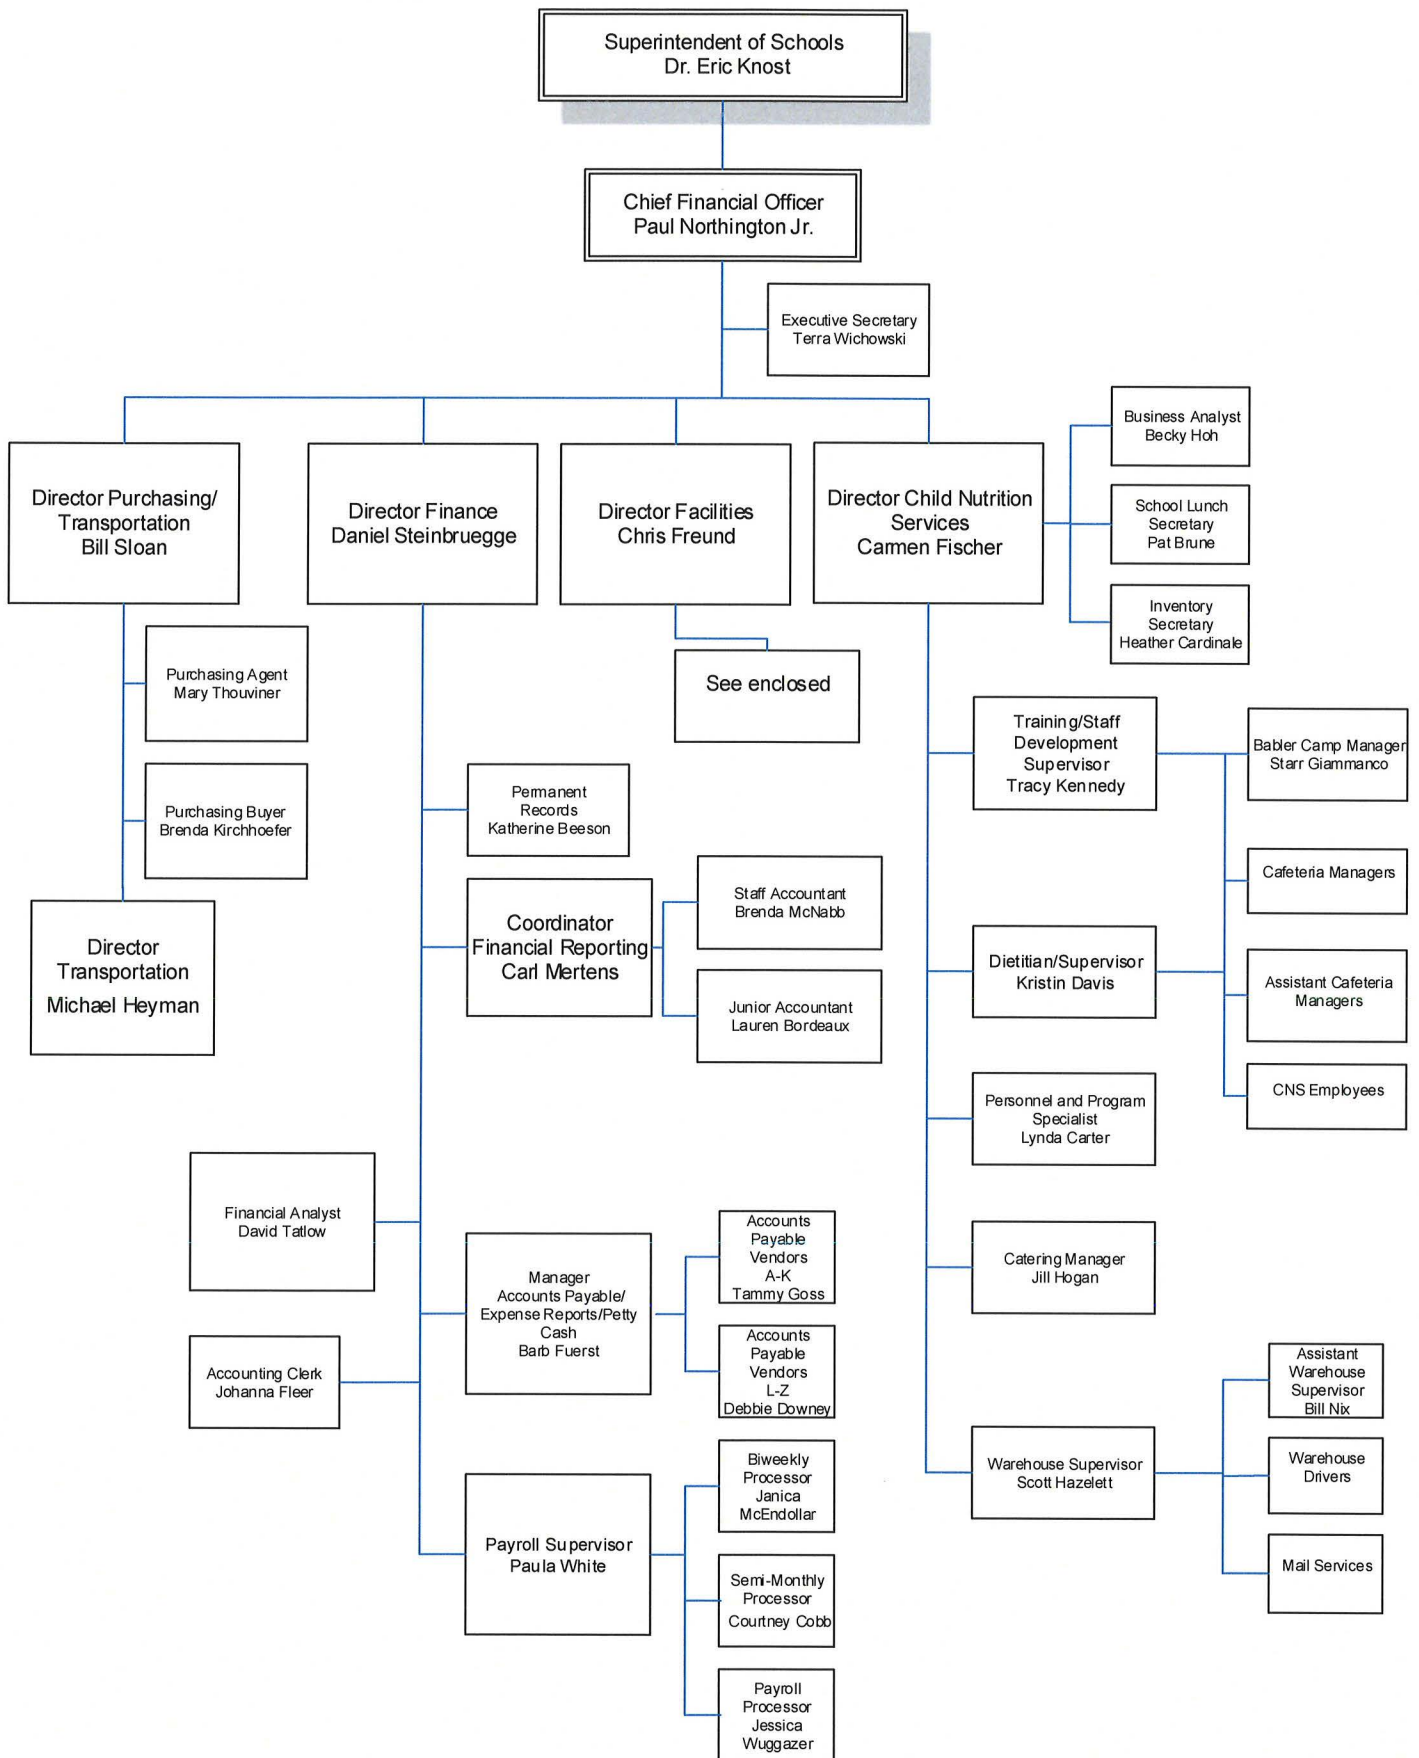 Superintendent of Schools
Dr. Eric Knost
Chief Financial Officer
Paul Northington Jr.
Executive Secretary
Terra Wichowski
Director Purchasing/
Transportation
Bill Sloan
Director Finance
Daniel Steinbruegge
Director Facilities
Chris Freund
Director Child Nutrition
Services
Carmen Fischer
Business Analyst
Becky Hoh
School Lunch
Secretary
Pat Brune
Inventory
Secretary
Heather Cardinale
Purchasing Agent
Mary Thouviner
Purchasing Buyer
Brenda Kirchhoefer
Director
Transportation
Michael Heyman
Permanent
Records
Katherine Beeson
Coordinator
Financial Reporting
Carl Mertens
Staff Accountant
Brenda McNabb
Junior Accountant
Lauren Bordeaux
Financial Analyst
David Tatlow
Accounting Clerk
Johanna Fleer
Manager
Accounts Payable/
Expense Reports/Petty
Cash
Barb Fuerst
Accounts
Payable
Vendors
A-K
Tammy Goss
Accounts
Payable
Vendors
L-Z
Debbie Downey
Payroll Supervisor
Paula White
Biweekly
Processor
Janica
McEndollar
Semi-Monthly
Processor
Courtney Cobb
Payroll
Processor
Jessica
Wuggazer
See enclosed
Training/Staff
Development
Supervisor
Tracy Kennedy
Babler Camp Manager
Starr Giammanco
Cafeteria Managers
Dietitian/Supervisor
Kristin Davis
Assistant Cafeteria
Managers
CNS Employees
Personnel and Program
Specialist
Lynda Carter
Catering Manager
Jill Hogan
Warehouse Supervisor
Scott Hazelett
Assistant
Warehouse
Supervisor
Bill Nix
Warehouse
Drivers
Mail Services